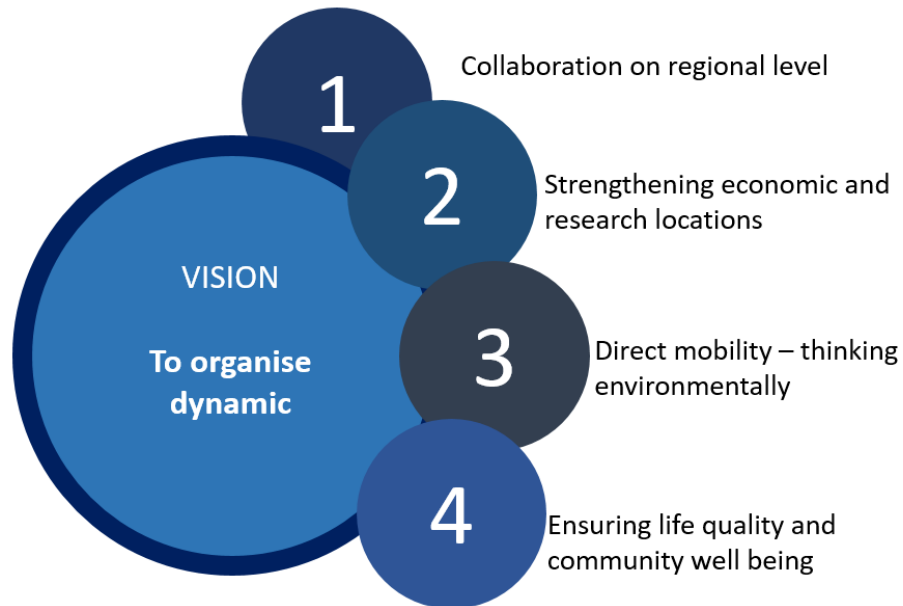 1
Collaboration on regional level
2
Strengthening economic and
research locations
VISION
To organise
dynamic
3
Direct mobility – thinking
environmentally
4
Ensuring life quality and
community well being